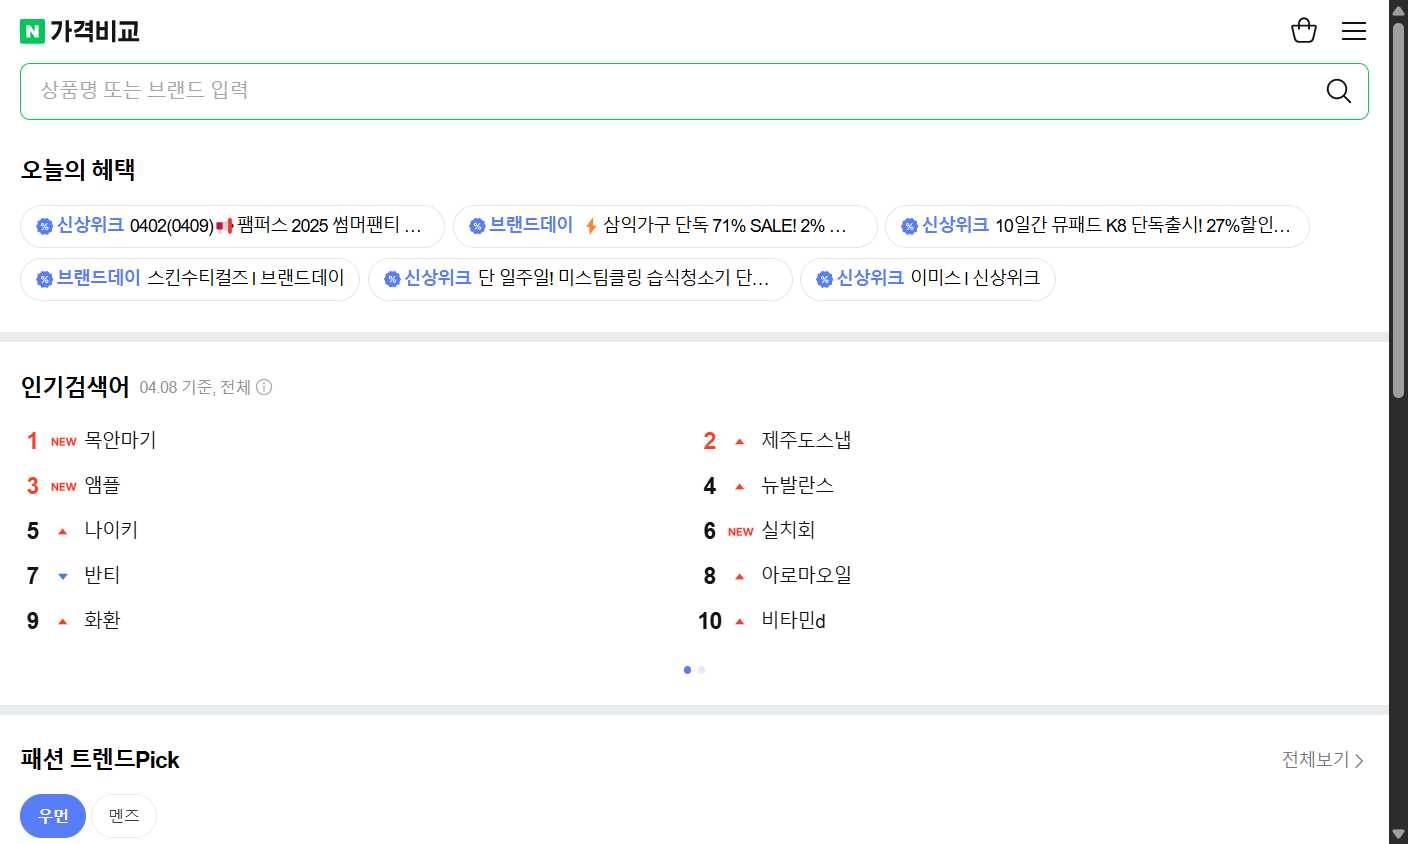 N 가격비교
상품명 또는 브랜드 입력
오늘의 혜택
신상위크 0402(0409)📢팸퍼스 2025 썸머팬티 ...
브랜드데이 ⚡삼익가구 단독 71% SALE! 2% ...
신상위크 10일간 뮤패드 K8 단독출시! 27%할인...
브랜드데이 스킨수티컬즈 l 브랜드데이
신상위크 단 일주일! 미스팀클링 습식청소기 단...
신상위크 이미스 l 신상위크
인기검색어 04.08 기준, 전체
1 NEW 목안마기
2 제주도스냅
3 NEW 앰플
4 뉴발란스
5 나이키
6 NEW 실치회
7 반티
8 아로마오일
9 화환
10 비타민d
패션 트렌드Pick
전체보기
우먼
멘즈